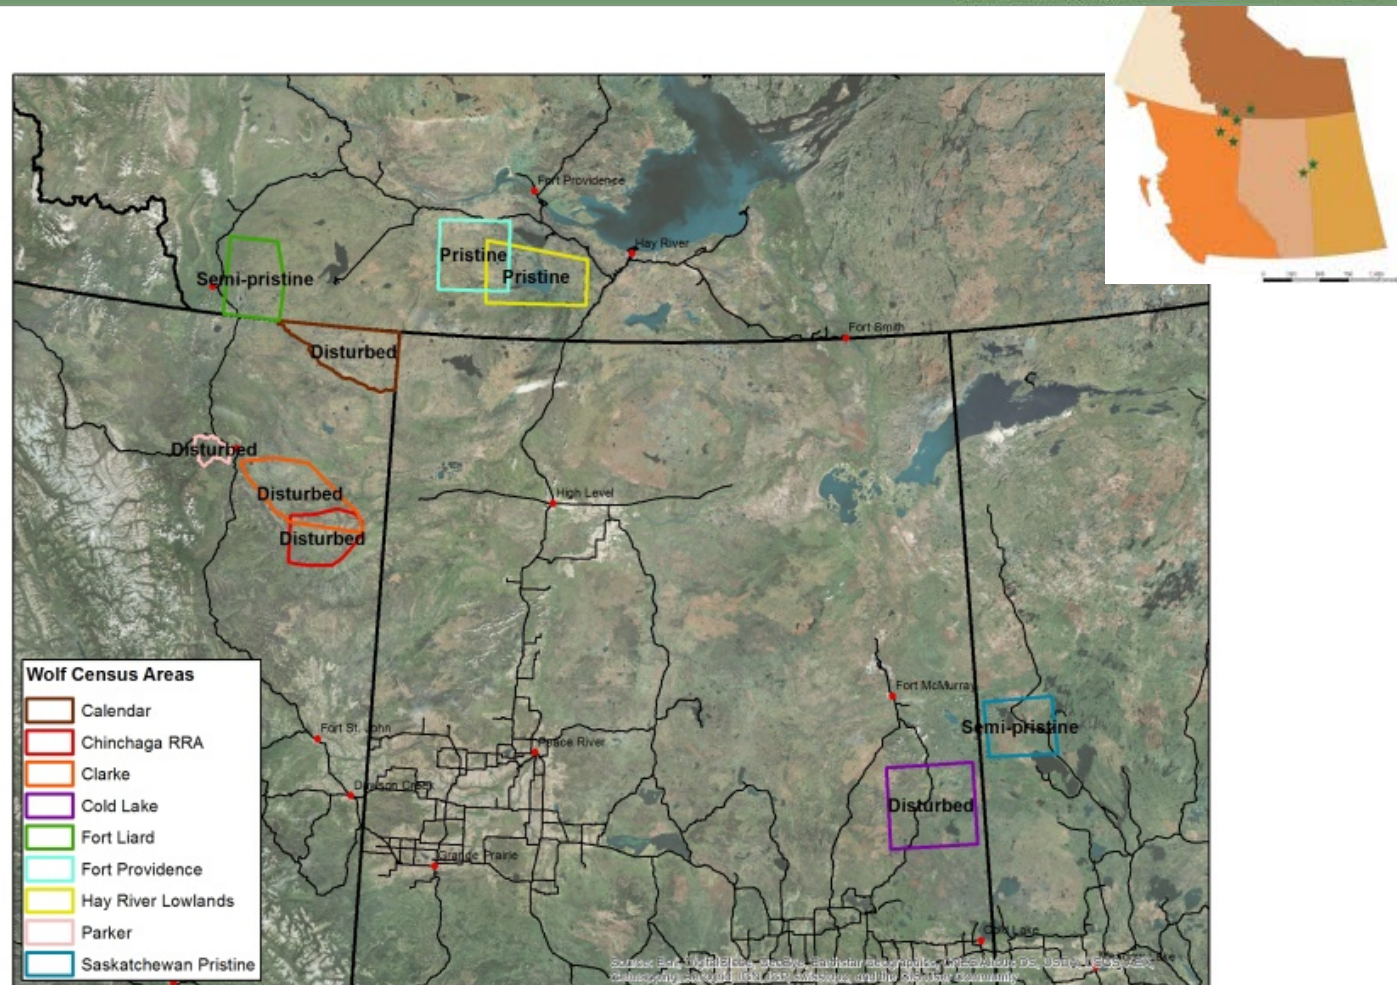 Fort Providence
Hay River
Pristine
Pristine
Semi-pristine
Fort Smith
Disturbed
Disturbed
Disturbed
High Level
Disturbed
Wolf Census Areas
Calendar
Chinchaga RRA
Clarke
Cold Lake
Fort Liard
Fort Providence
Hay River Lowlands
Parker
Saskatchewan Pristine
Fort McMurray
Semi-pristine
Fort St. John
Peace River
Dawson Creek
Disturbed
Grande Prairie
Cold Lake